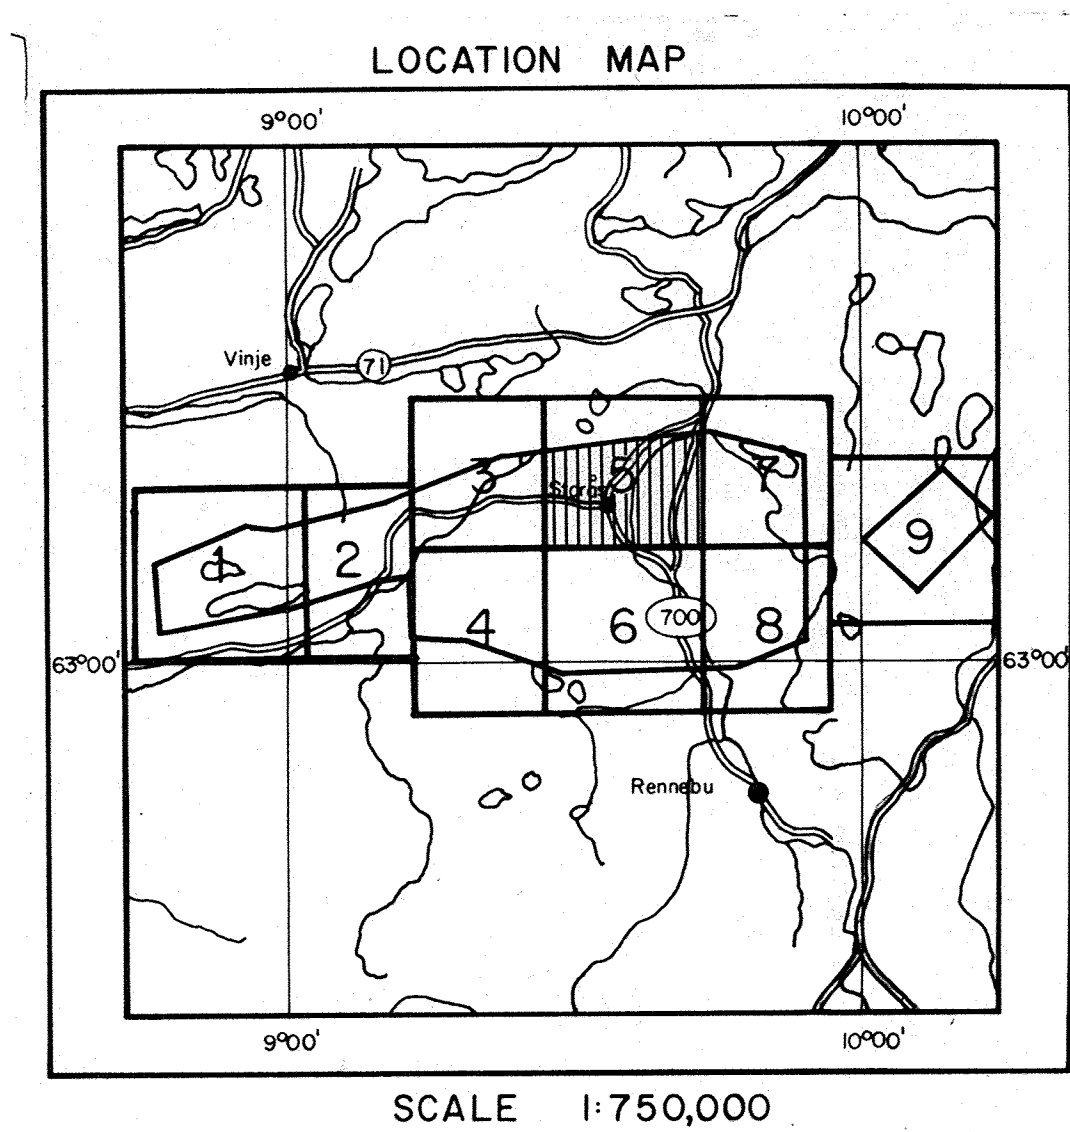 LOCATION MAP
9°00' 10°00'
Vinje
71
3 5 7
Storås
1 2 9
4 6 700 8
63°00' 63°00'
Rennebu
9°00' 10°00'
SCALE 1:750,000